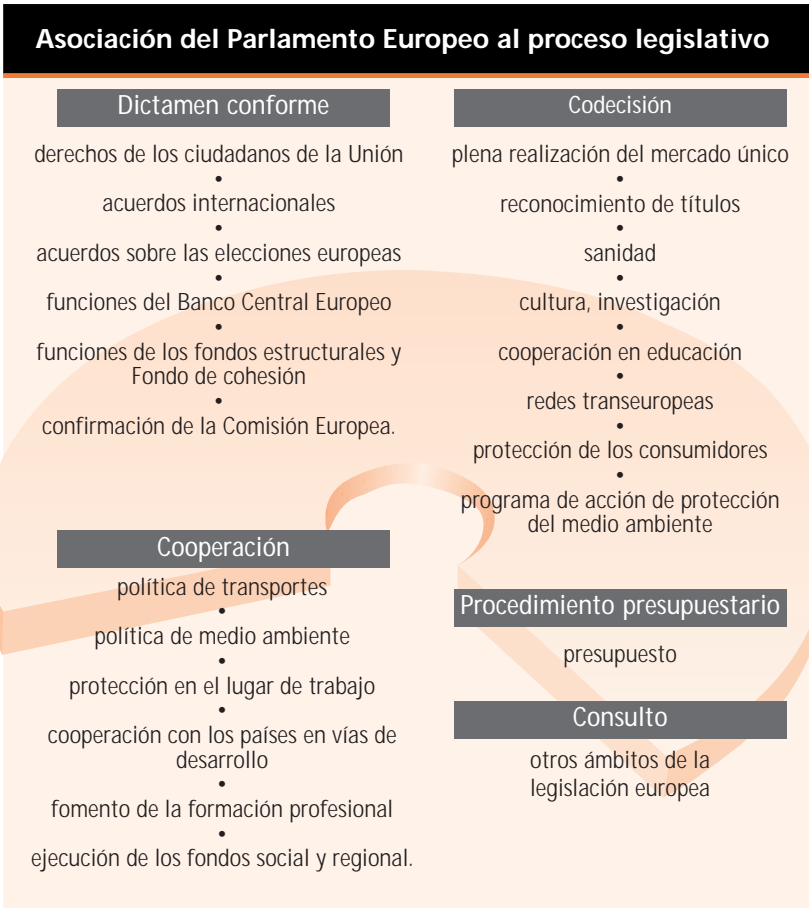 Asociación del Parlamento Europeo al proceso legislativo
Dictamen conforme
derechos de los ciudadanos de la Unión
•
acuerdos internacionales
•
acuerdos sobre las elecciones europeas
•
funciones del Banco Central Europeo
•
funciones de los fondos estructurales y
Fondo de cohesión
•
confirmación de la Comisión Europea.
Cooperación
política de transportes
•
política de medio ambiente
•
protección en el lugar de trabajo
•
cooperación con los países en vías de
desarrollo
•
fomento de la formación profesional
•
ejecución de los fondos social y regional.
Codecisión
plena realización del mercado único
•
reconocimiento de títulos
•
sanidad
•
cultura, investigación
•
cooperación en educación
•
redes transeuropeas
•
protección de los consumidores
•
programa de acción de protección
del medio ambiente
Procedimiento presupuestario
presupuesto
Consulto
otros ámbitos de la
legislación europea